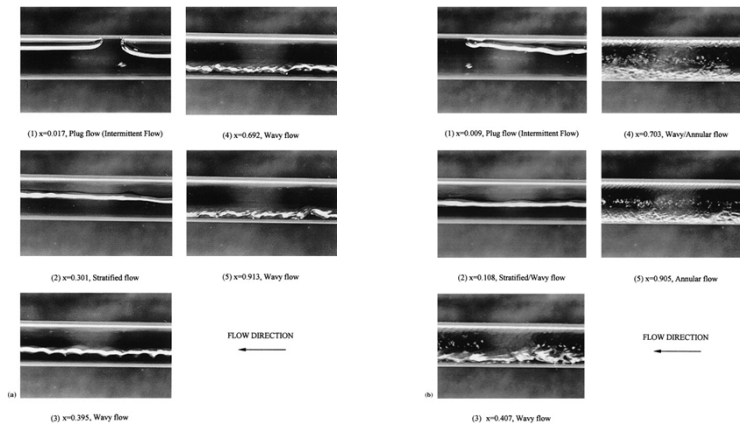 (1) x=0.017, Plug flow (Intermittent Flow)
(4) x=0.692, Wavy flow
(2) x=0.301, Stratified flow
(5) x=0.913, Wavy flow
FLOW DIRECTION
(a)
(3) x=0.395, Wavy flow
(1) x=0.009, Plug flow (Intermittent Flow)
(4) x=0.703, Wavy/Annular flow
(2) x=0.108, Stratified/Wavy flow
(5) x=0.905, Annular flow
FLOW DIRECTION
(b)
(3) x=0.407, Wavy flow